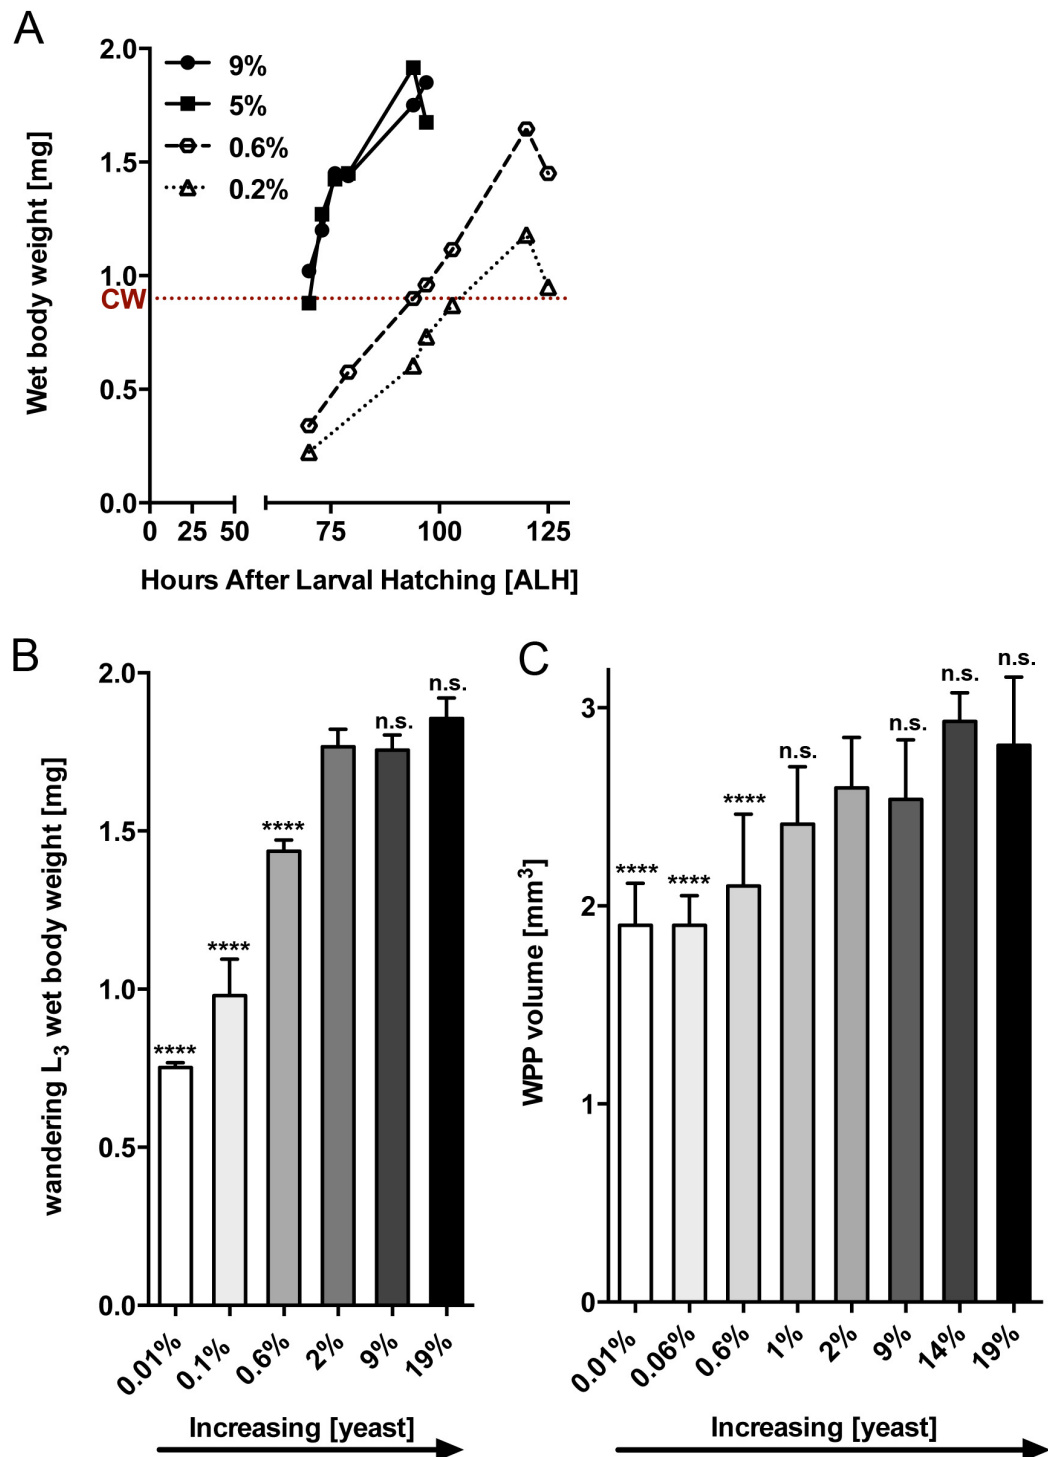 A
2.0
1.5
1.0
0.5
0.0
Wet body weight [mg]
9%
5%
0.6%
0.2%
CW
0 25 50 75 100 125
Hours After Larval Hatching [ALH]
B
2.0
1.5
1.0
0.5
0.0
wandering L3 wet body weight [mg]
****
****
****
n.s.
n.s.
0.01% 0.1% 0.6% 2% 9% 19%
Increasing [yeast]
C
3
2
1
0
WPP volume [mm³]
****
****
****
n.s.
n.s.
n.s.
n.s.
0.01% 0.06% 0.6% 1% 2% 9% 14% 19%
Increasing [yeast]